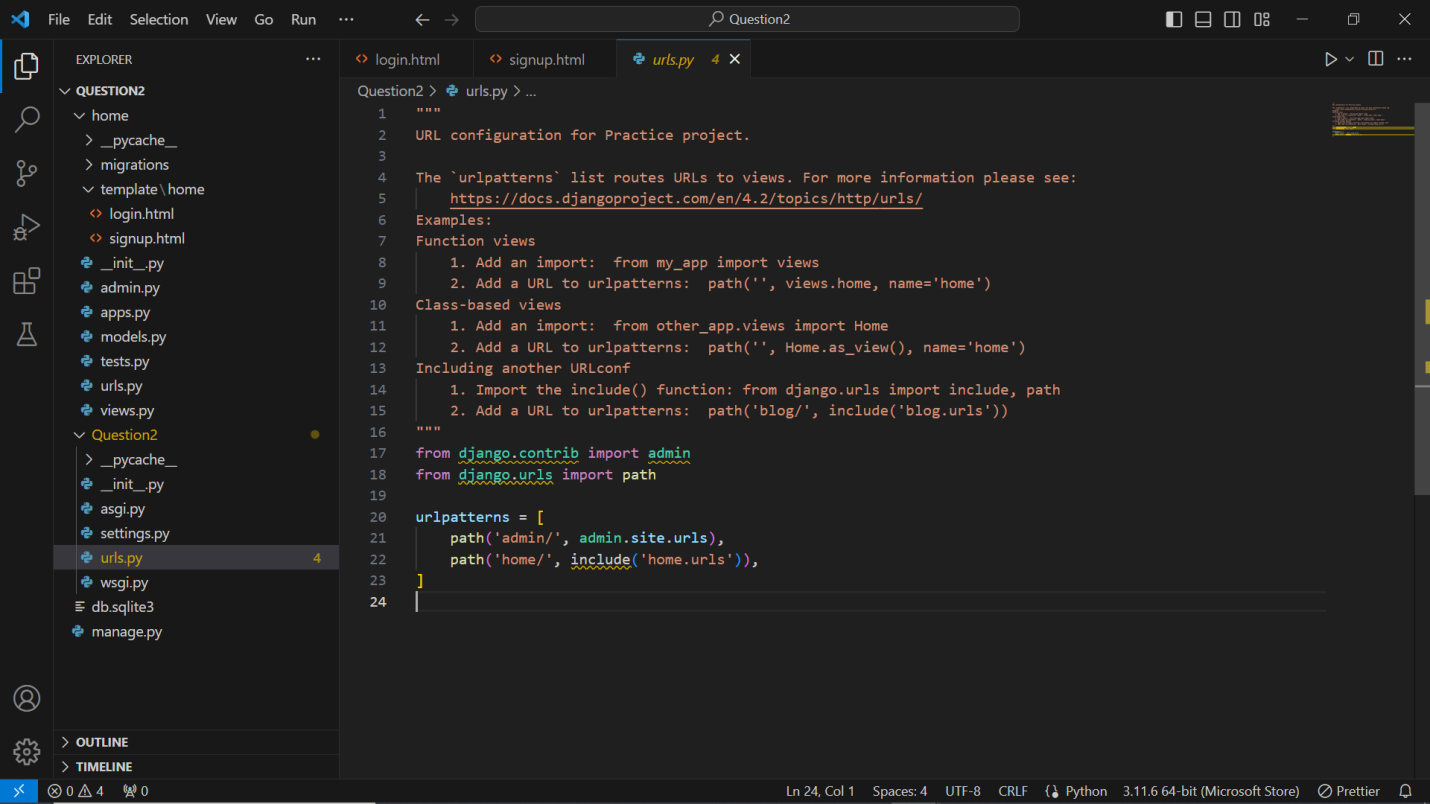 File Edit Selection View Go Run ··· Question2
EXPLORER ···
QUESTION2
home
__pycache__
migrations
template\home
login.html
signup.html
__init__.py
admin.py
apps.py
models.py
tests.py
urls.py
views.py
Question2
__pycache__
__init__.py
asgi.py
settings.py
urls.py 4
wsgi.py
db.sqlite3
manage.py
OUTLINE
TIMELINE
login.html signup.html urls.py 4
Question2 > urls.py > ...
1 """
2 URL configuration for Practice project.
3
4 The `urlpatterns` list routes URLs to views. For more information please see:
5 https://docs.djangoproject.com/en/4.2/topics/http/urls/
6 Examples:
7 Function views
8 1. Add an import:  from my_app import views
9 2. Add a URL to urlpatterns:  path('', views.home, name='home')
10 Class-based views
11 1. Add an import:  from other_app.views import Home
12 2. Add a URL to urlpatterns:  path('', Home.as_view(), name='home')
13 Including another URLconf
14 1. Import the include() function: from django.urls import include, path
15 2. Add a URL to urlpatterns:  path('blog/', include('blog.urls'))
16 """
17 from django.contrib import admin
18 from django.urls import path
19
20 urlpatterns = [
21 path('admin/', admin.site.urls),
22 path('home/', include('home.urls')),
23 ]
24
0 4 0 Ln 24, Col 1 Spaces: 4 UTF-8 CRLF Python 3.11.6 64-bit (Microsoft Store) Prettier